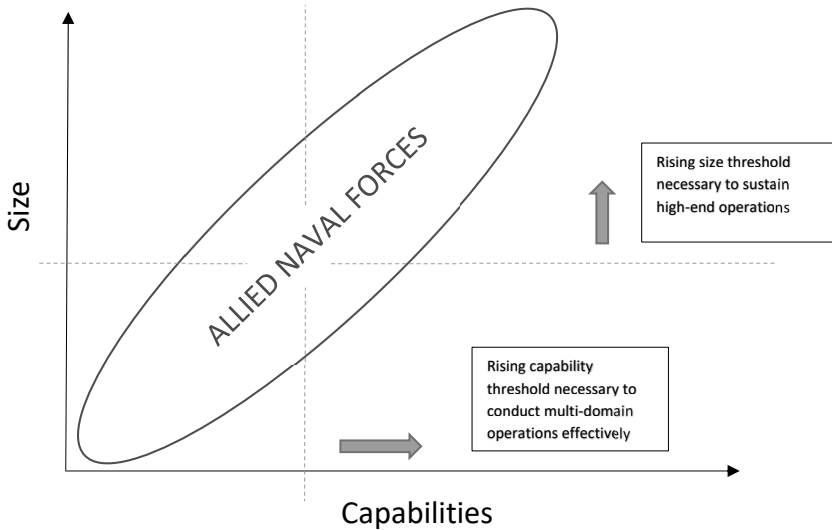 Size
ALLIED NAVAL FORCES
Rising size threshold
necessary to sustain
high-end operations
Rising capability
threshold necessary to
conduct multi-domain
operations effectively
Capabilities